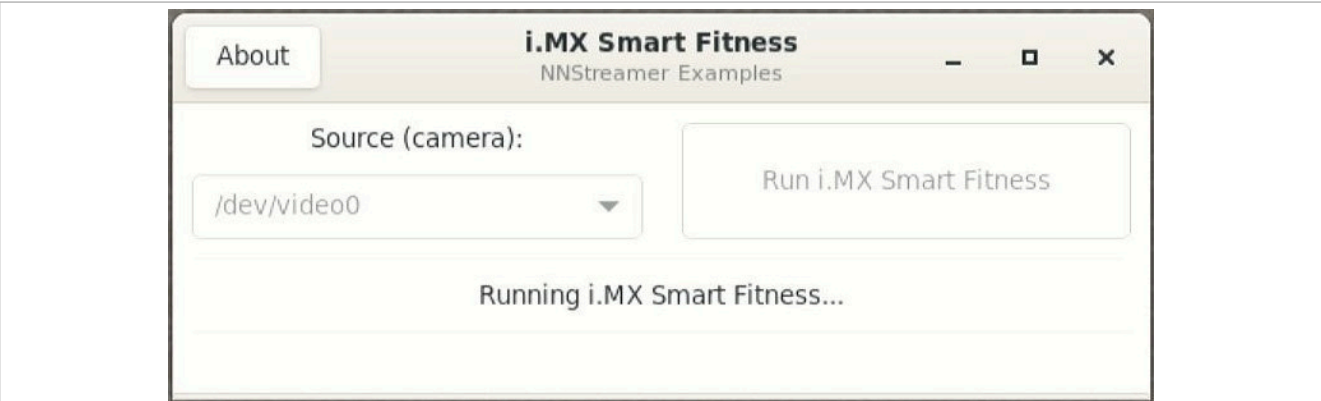 About
i.MX Smart Fitness
NNStreamer Examples
Source (camera):
/dev/video0
Run i.MX Smart Fitness
Running i.MX Smart Fitness...